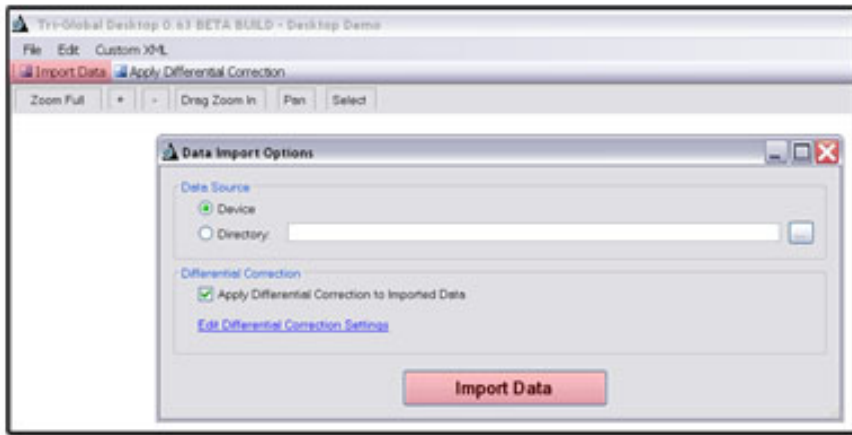 Tri-Global Desktop 0.63 BETA BUILD - Desktop Demo
File Edit Custom XML
Import Data Apply Differential Correction
Zoom Full + - Drag Zoom In Pan Select
Data Import Options
Data Source
Device
Directory: ...
Differential Correction
Apply Differential Correction to Imported Data
Edit Differential Correction Settings
Import Data